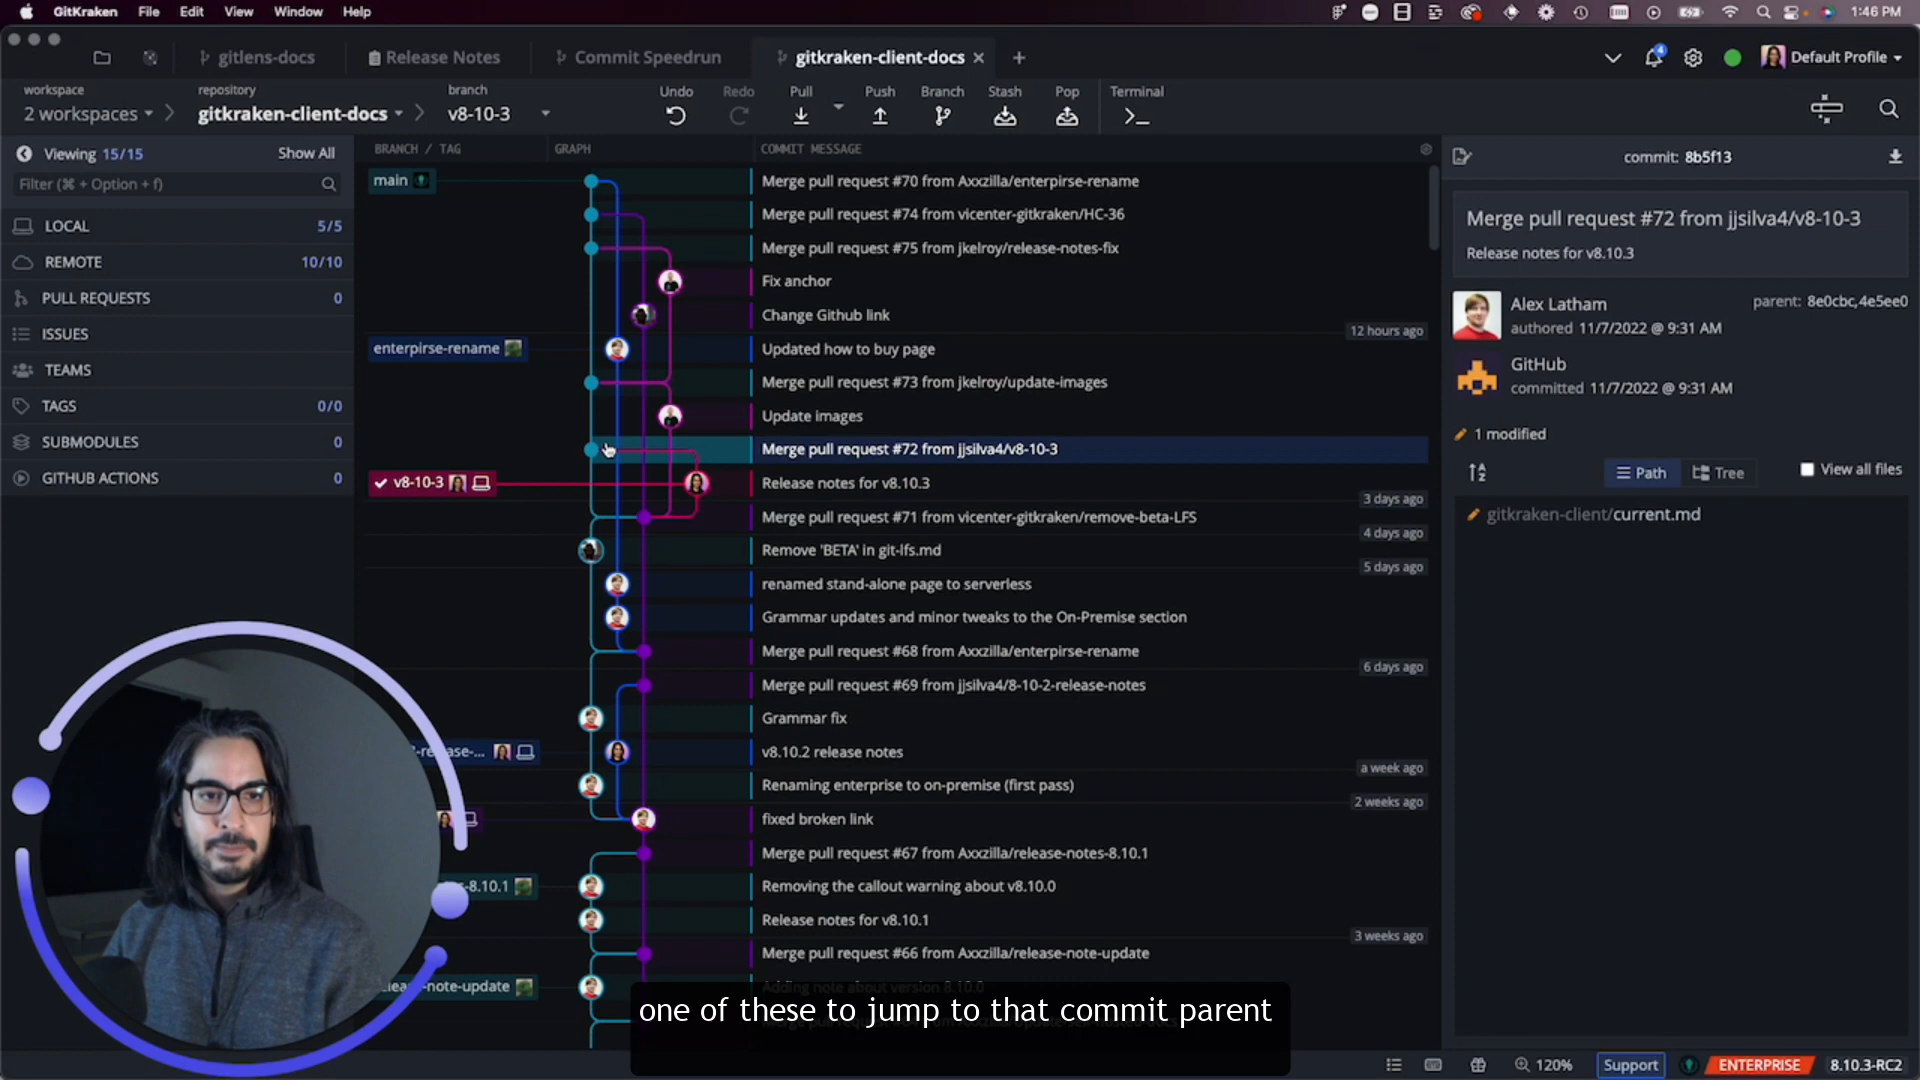 GitKraken File Edit View Window Help 1:46 PM
gitlens-docs Release Notes Commit Speedrun gitkraken-client-docs 4 Default Profile
workspace
2 workspaces
repository
gitkraken-client-docs
branch
v8-10-3
Undo Redo Pull Push Branch Stash Pop Terminal
Viewing 15/15 Show All
Filter (⌘ + Option + f)
LOCAL 5/5
REMOTE 10/10
PULL REQUESTS 0
ISSUES
TEAMS
TAGS 0/0
SUBMODULES 0
GITHUB ACTIONS 0
BRANCH / TAG GRAPH COMMIT MESSAGE
main Merge pull request #70 from Axxzilla/enterpirse-rename
Merge pull request #74 from vicenter-gitkraken/HC-36
Merge pull request #75 from jkelroy/release-notes-fix
Fix anchor
Change Github link
12 hours ago
enterpirse-rename Updated how to buy page
Merge pull request #73 from jkelroy/update-images
Update images
Merge pull request #72 from jjsilva4/v8-10-3
v8-10-3 Release notes for v8.10.3
3 days ago
Merge pull request #71 from vicenter-gitkraken/remove-beta-LFS
4 days ago
Remove 'BETA' in git-lfs.md
5 days ago
renamed stand-alone page to serverless
Grammar updates and minor tweaks to the On-Premise section
Merge pull request #68 from Axxzilla/enterpirse-rename
6 days ago
Merge pull request #69 from jjsilva4/8-10-2-release-notes
Grammar fix
v8.10.2 release notes
a week ago
Renaming enterprise to on-premise (first pass)
2 weeks ago
fixed broken link
Merge pull request #67 from Axxzilla/release-notes-8.10.1
-8.10.1 Removing the callout warning about v8.10.0
Release notes for v8.10.1
3 weeks ago
Merge pull request #66 from Axxzilla/release-note-update
-note-update Adding note about version 8.10.0
commit: 8b5f13
Merge pull request #72 from jjsilva4/v8-10-3
Release notes for v8.10.3
Alex Latham
authored 11/7/2022 @ 9:31 AM
parent: 8e0cbc,4e5ee0
GitHub
committed 11/7/2022 @ 9:31 AM
1 modified
Path Tree View all files
gitkraken-client/current.md
one of these to jump to that commit parent
120% Support ENTERPRISE 8.10.3-RC2